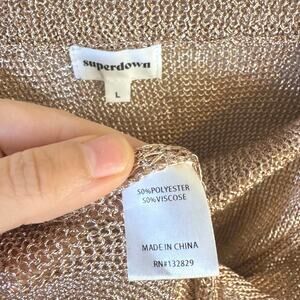 superdown
L
50%POLYESTER
50%VISCOSE
MADE IN CHINA
RN#132829